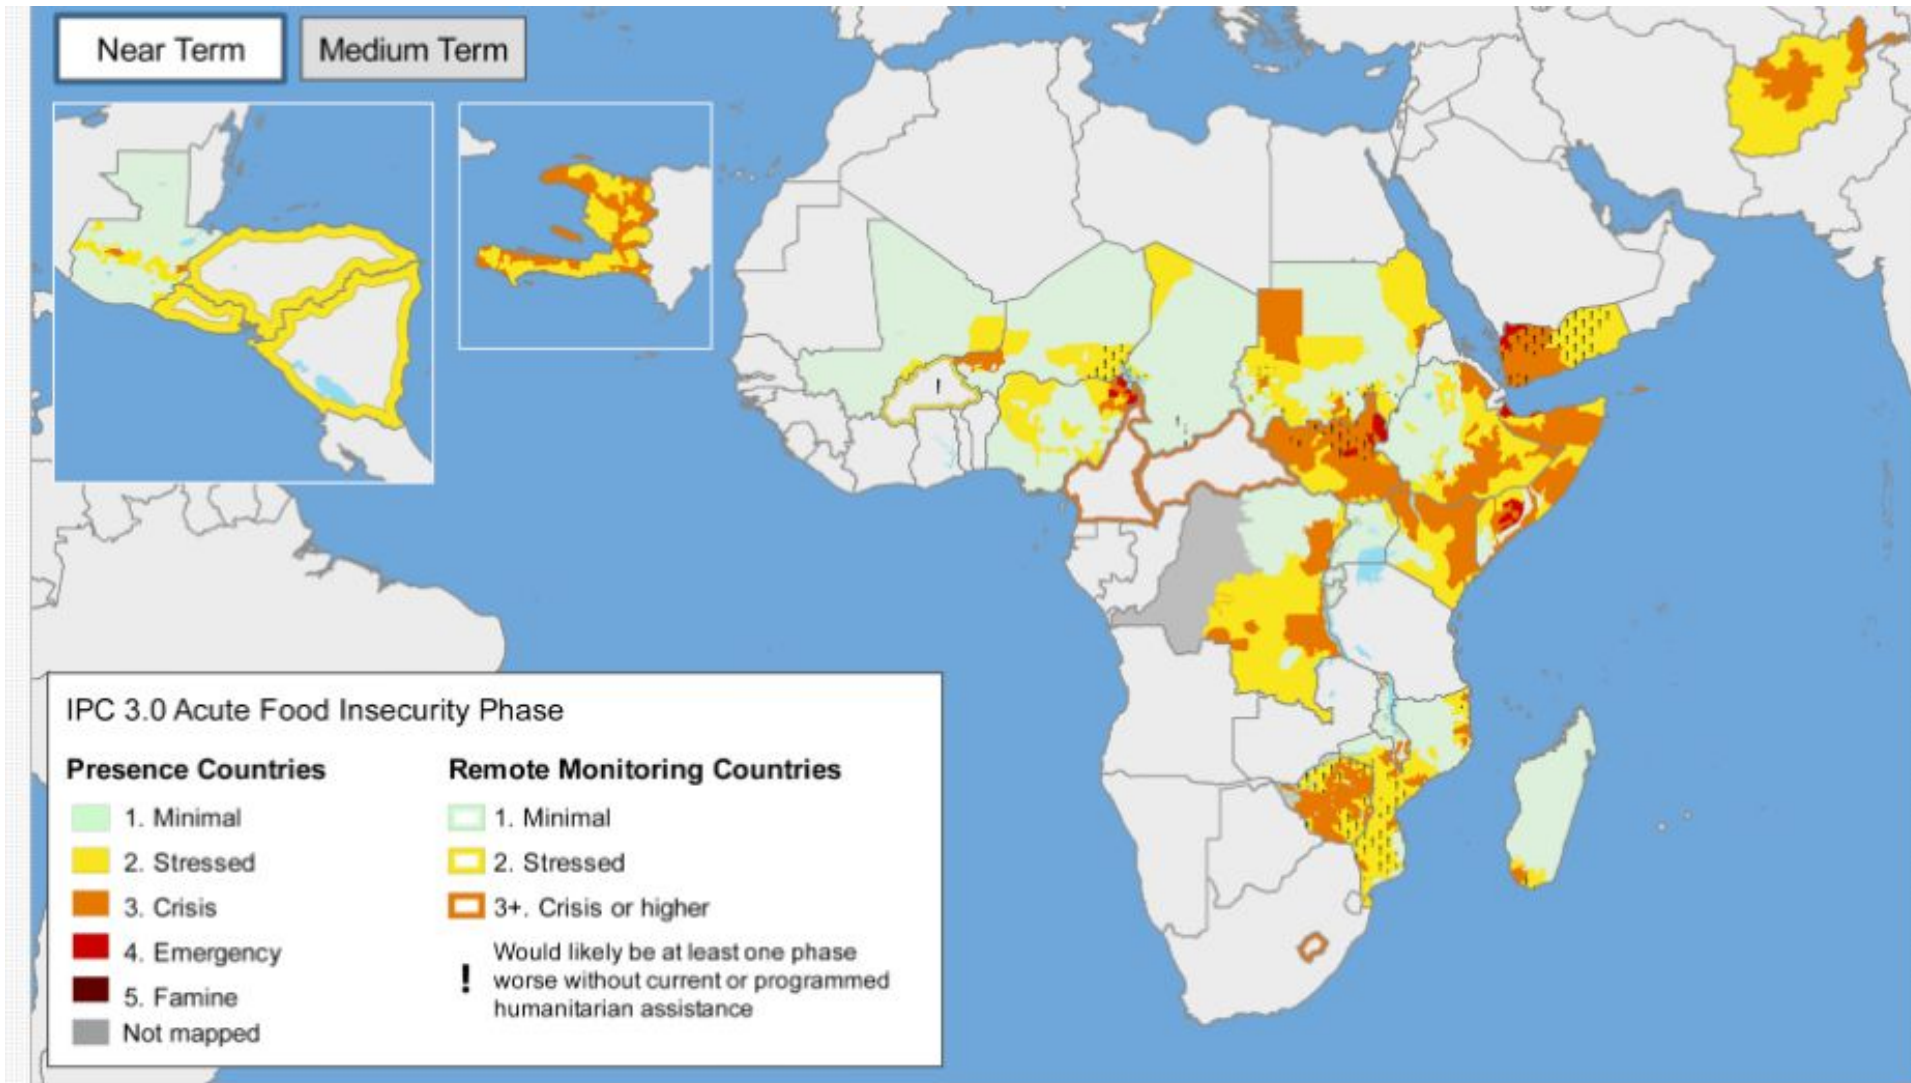 Near Term
Medium Term
IPC 3.0 Acute Food Insecurity Phase
Presence Countries
1. Minimal
2. Stressed
3. Crisis
4. Emergency
5. Famine
Not mapped
Remote Monitoring Countries
1. Minimal
2. Stressed
3+. Crisis or higher
! Would likely be at least one phase
worse without current or programmed
humanitarian assistance